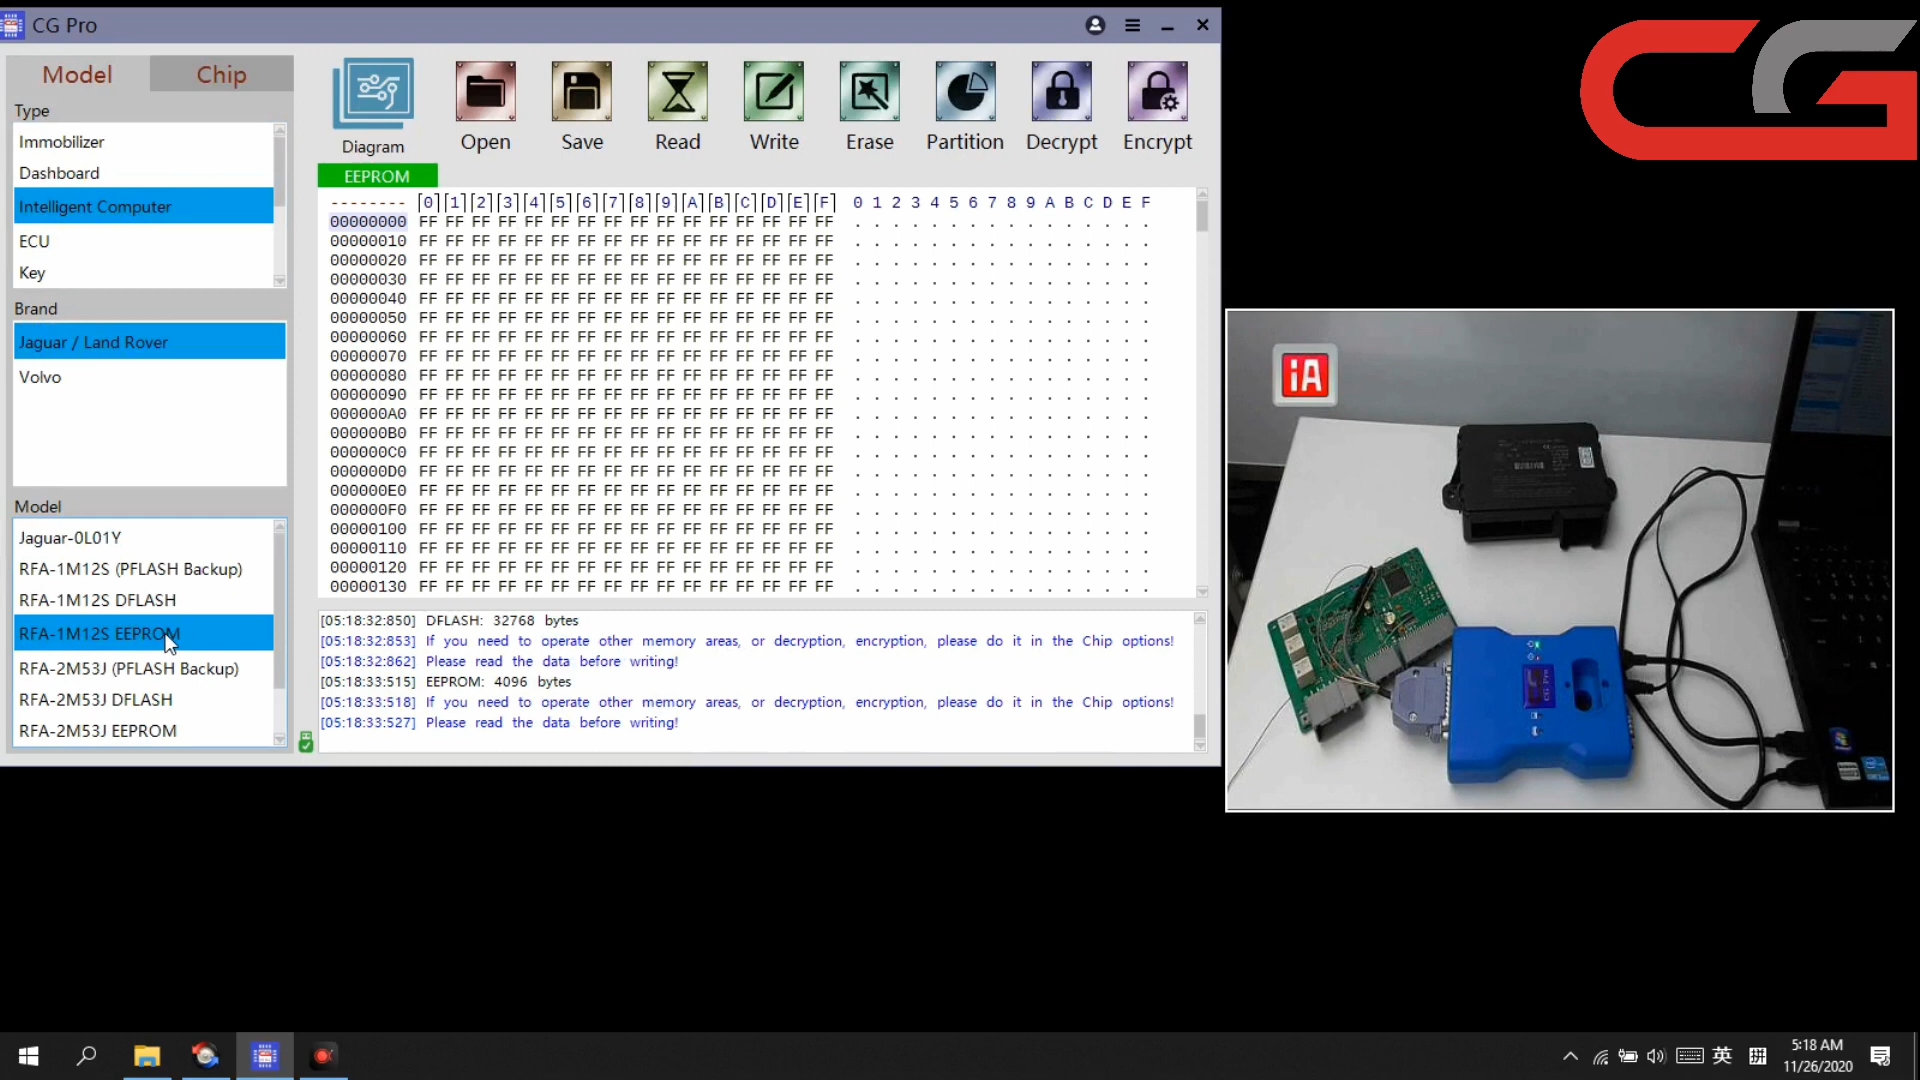 CG Pro
CG
Model Chip
Type
Immobilizer
Dashboard
Intelligent Computer
ECU
Key
Brand
Jaguar / Land Rover
Volvo
Model
Jaguar-0L01Y
RFA-1M12S (PFLASH Backup)
RFA-1M12S DFLASH
RFA-1M12S EEPROM
RFA-2M53J (PFLASH Backup)
RFA-2M53J DFLASH
RFA-2M53J EEPROM
Diagram Open Save Read Write Erase Partition Decrypt Encrypt
EEPROM
-------- [0][1][2][3][4][5][6][7][8][9][A][B][C][D][E][F] 0 1 2 3 4 5 6 7 8 9 A B C D E F
00000000 FF FF FF FF FF FF FF FF FF FF FF FF FF FF FF FF . . . . . . . . . . . . . . . .
00000010 FF FF FF FF FF FF FF FF FF FF FF FF FF FF FF FF . . . . . . . . . . . . . . . .
00000020 FF FF FF FF FF FF FF FF FF FF FF FF FF FF FF FF . . . . . . . . . . . . . . . .
00000030 FF FF FF FF FF FF FF FF FF FF FF FF FF FF FF FF . . . . . . . . . . . . . . . .
00000040 FF FF FF FF FF FF FF FF FF FF FF FF FF FF FF FF . . . . . . . . . . . . . . . .
00000050 FF FF FF FF FF FF FF FF FF FF FF FF FF FF FF FF . . . . . . . . . . . . . . . .
00000060 FF FF FF FF FF FF FF FF FF FF FF FF FF FF FF FF . . . . . . . . . . . . . . . .
00000070 FF FF FF FF FF FF FF FF FF FF FF FF FF FF FF FF . . . . . . . . . . . . . . . .
00000080 FF FF FF FF FF FF FF FF FF FF FF FF FF FF FF FF . . . . . . . . . . . . . . . .
00000090 FF FF FF FF FF FF FF FF FF FF FF FF FF FF FF FF . . . . . . . . . . . . . . . .
000000A0 FF FF FF FF FF FF FF FF FF FF FF FF FF FF FF FF . . . . . . . . . . . . . . . .
000000B0 FF FF FF FF FF FF FF FF FF FF FF FF FF FF FF FF . . . . . . . . . . . . . . . .
000000C0 FF FF FF FF FF FF FF FF FF FF FF FF FF FF FF FF . . . . . . . . . . . . . . . .
000000D0 FF FF FF FF FF FF FF FF FF FF FF FF FF FF FF FF . . . . . . . . . . . . . . . .
000000E0 FF FF FF FF FF FF FF FF FF FF FF FF FF FF FF FF . . . . . . . . . . . . . . . .
000000F0 FF FF FF FF FF FF FF FF FF FF FF FF FF FF FF FF . . . . . . . . . . . . . . . .
00000100 FF FF FF FF FF FF FF FF FF FF FF FF FF FF FF FF . . . . . . . . . . . . . . . .
00000110 FF FF FF FF FF FF FF FF FF FF FF FF FF FF FF FF . . . . . . . . . . . . . . . .
00000120 FF FF FF FF FF FF FF FF FF FF FF FF FF FF FF FF . . . . . . . . . . . . . . . .
00000130 FF FF FF FF FF FF FF FF FF FF FF FF FF FF FF FF . . . . . . . . . . . . . . . .
[05:18:32:850] DFLASH: 32768 bytes
[05:18:32:853] If you need to operate other memory areas, or decryption, encryption, please do it in the Chip options!
[05:18:32:862] Please read the data before writing!
[05:18:33:515] EEPROM: 4096 bytes
[05:18:33:518] If you need to operate other memory areas, or decryption, encryption, please do it in the Chip options!
[05:18:33:527] Please read the data before writing!
iA
CG Pro
英 拼
5:18 AM
11/26/2020